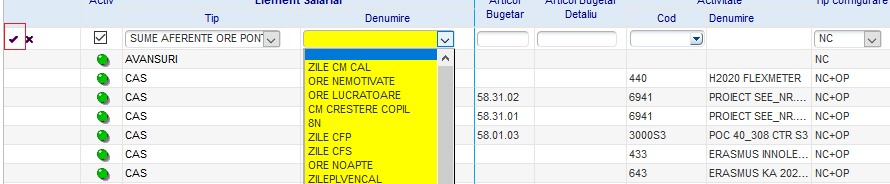 Activ Element Salarial Articol Articol Bugetar Activitate Tip configurare
Tip Denumire Bugetar Detaliu Cod Denumire
SUME AFERENTE ORE PONT NC
AVANSURI NC
ZILE CM CAL
CAS ORE NEMOTIVATE 440 H2020 FLEXMETER NC+OP
CAS ORE LUCRATOARE 58.31.02 6941 PROIECT SEE_NR.... NC+OP
CM CRESTERE COPIL
CAS 8N 58.31.01 6941 PROIECT SEE_NR.... NC+OP
CAS ZILE CFP 58.01.03 3000S3 POC 40_308 CTR S3 NC+OP
CAS ZILE CFS 433 ERASMUS INNOLE... NC+OP
ORE NOAPTE
CAS ZILEPLVENCAL 643 ERASMUS KA 202... NC+OP